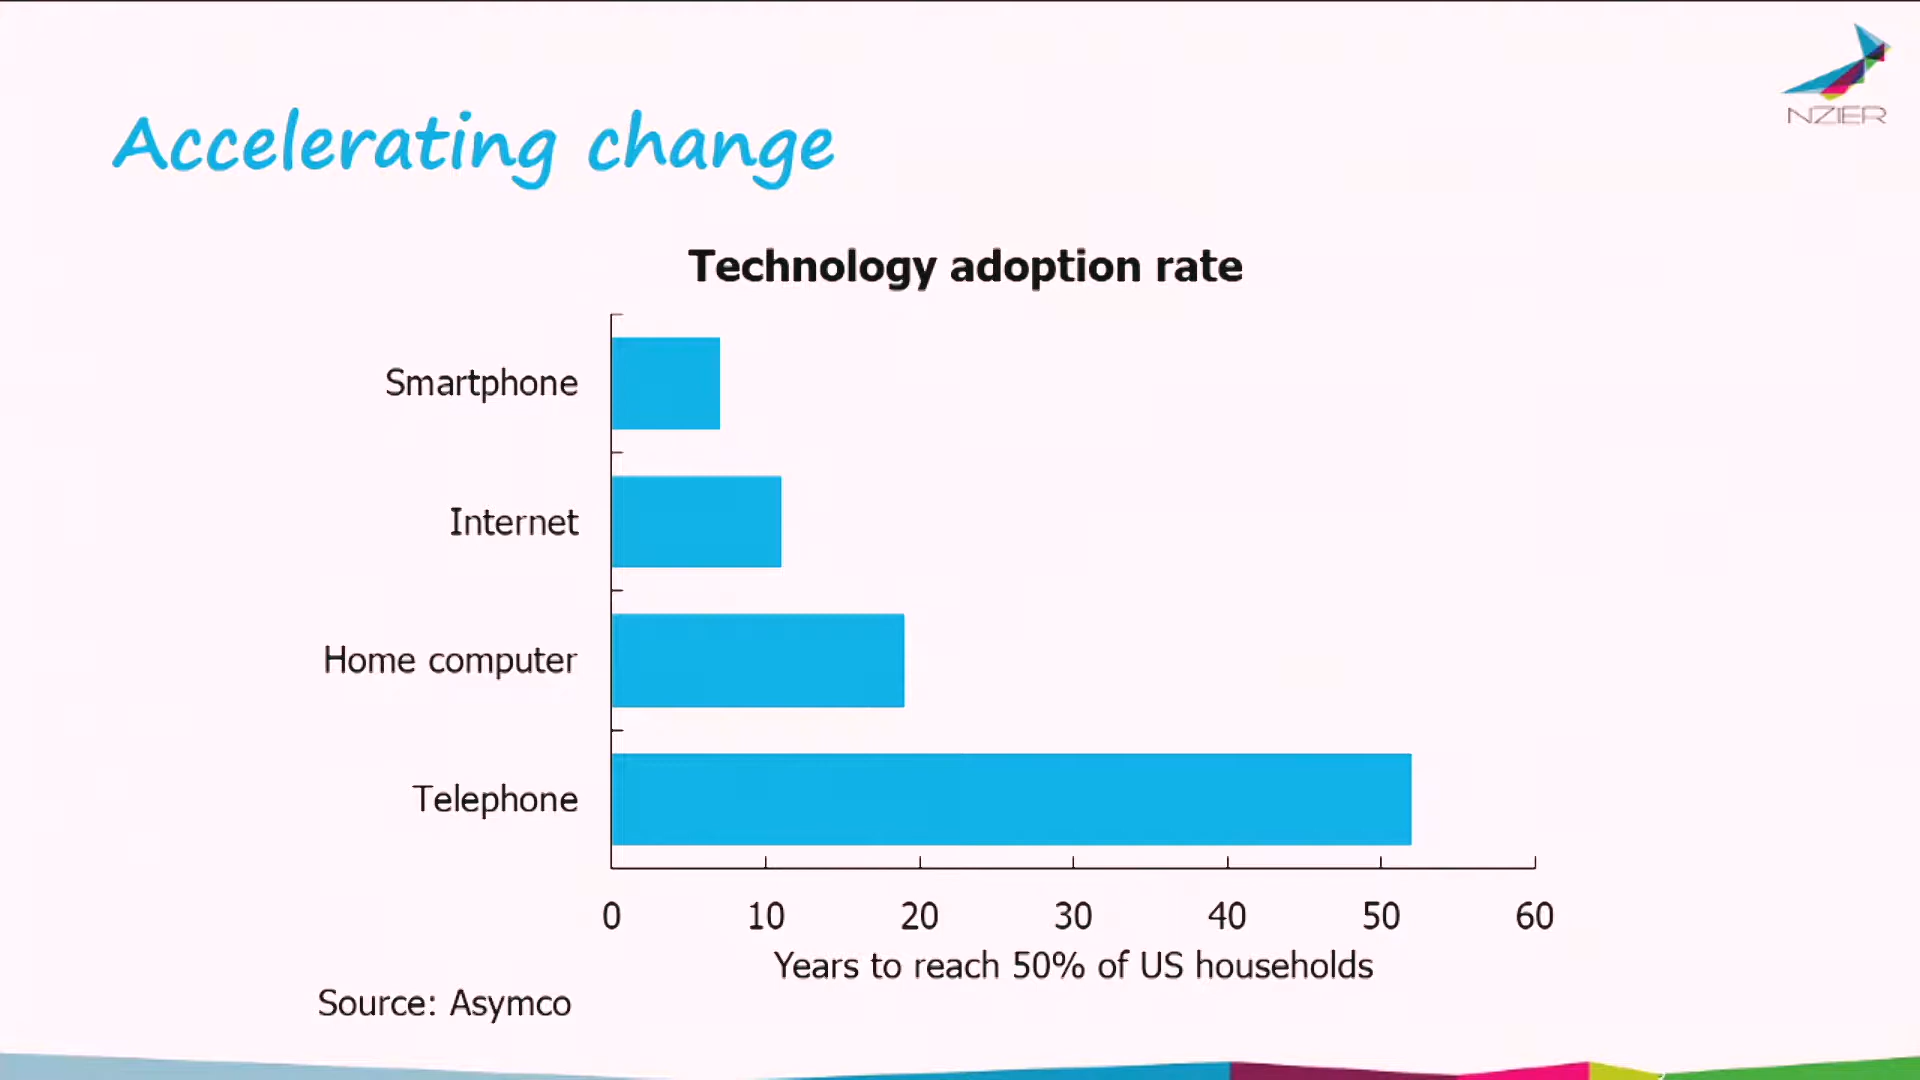 NZIER
Accelerating change
Technology adoption rate
Smartphone
Internet
Home computer
Telephone
0 10 20 30 40 50 60
Years to reach 50% of US households
Source: Asymco